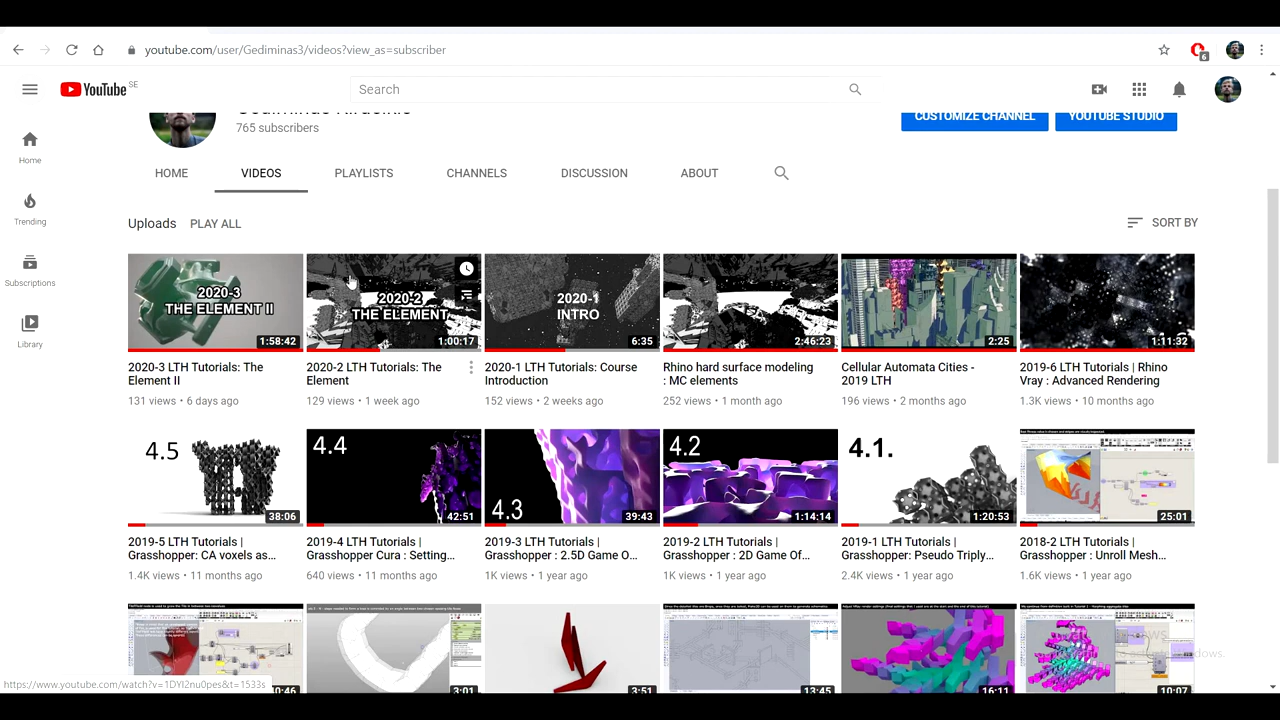 youtube.com/user/Gediminas3/videos?view_as=subscriber
6
YouTube SE
Search
765 subscribers
CUSTOMIZE CHANNEL
YOUTUBE STUDIO
Home
Trending
Subscriptions
Library
HOME
VIDEOS
PLAYLISTS
CHANNELS
DISCUSSION
ABOUT
Uploads
PLAY ALL
SORT BY
2020-3
THE ELEMENT II
1:58:42
2020-2
THE ELEMENT
1:00:17
2020-1
INTRO
6:35
2:46:23
2:25
1:11:32
2020-3 LTH Tutorials: The
Element II
131 views • 6 days ago
2020-2 LTH Tutorials: The
Element
129 views • 1 week ago
2020-1 LTH Tutorials: Course
Introduction
152 views • 2 weeks ago
Rhino hard surface modeling
: MC elements
252 views • 1 month ago
Cellular Automata Cities -
2019 LTH
196 views • 2 months ago
2019-6 LTH Tutorials | Rhino
Vray : Advanced Rendering
1.3K views • 10 months ago
4.5
38:06
4.4
42:51
4.3
39:43
4.2
1:14:14
4.1.
1:20:53
25:01
2019-5 LTH Tutorials |
Grasshopper: CA voxels as...
1.4K views • 11 months ago
2019-4 LTH Tutorials |
Grasshopper Cura : Setting...
640 views • 11 months ago
2019-3 LTH Tutorials |
Grasshopper : 2.5D Game O...
1K views • 1 year ago
2019-2 LTH Tutorials |
Grasshopper : 2D Game Of...
1K views • 1 year ago
2019-1 LTH Tutorials |
Grasshopper: Pseudo Triply...
2.4K views • 1 year ago
2018-2 LTH Tutorials |
Grasshopper : Unroll Mesh...
1.6K views • 1 year ago
3:01
3:51
13:45
16:11
10:07
https://www.youtube.com/watch?v=1DYI2nu0pes&t=1533s